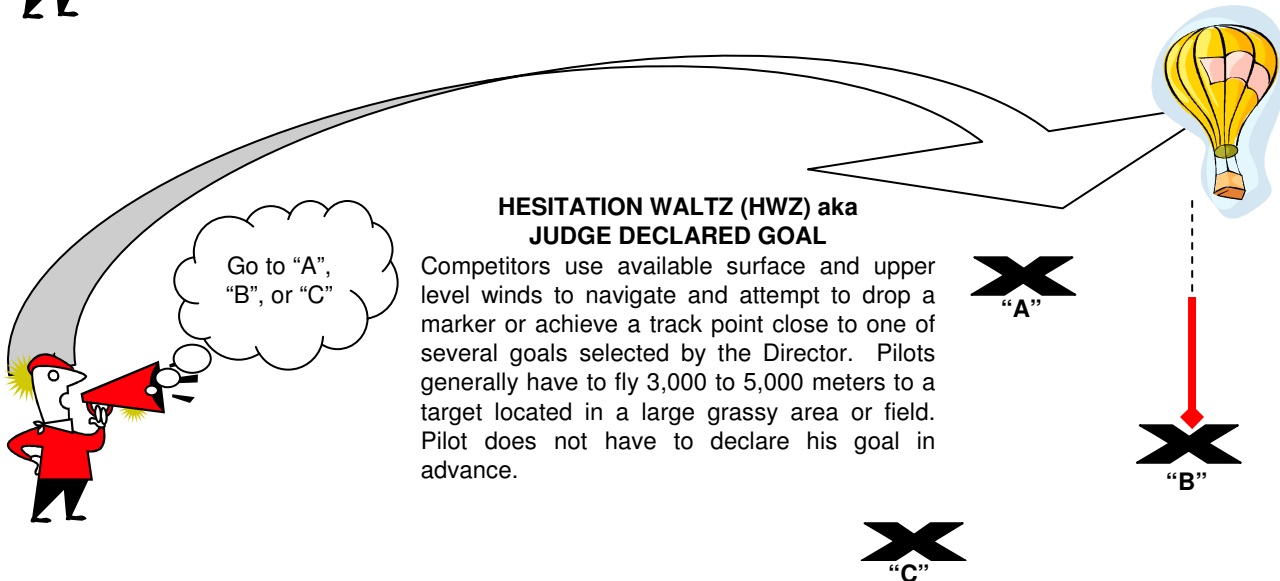 Go to “A”,
“B”, or “C”
HESITATION WALTZ (HWZ) aka
JUDGE DECLARED GOAL
Competitors use available surface and upper
level winds to navigate and attempt to drop a
marker or achieve a track point close to one of
several goals selected by the Director. Pilots
generally have to fly 3,000 to 5,000 meters to a
target located in a large grassy area or field.
Pilot does not have to declare his goal in
advance.
“A”
“B”
“C”